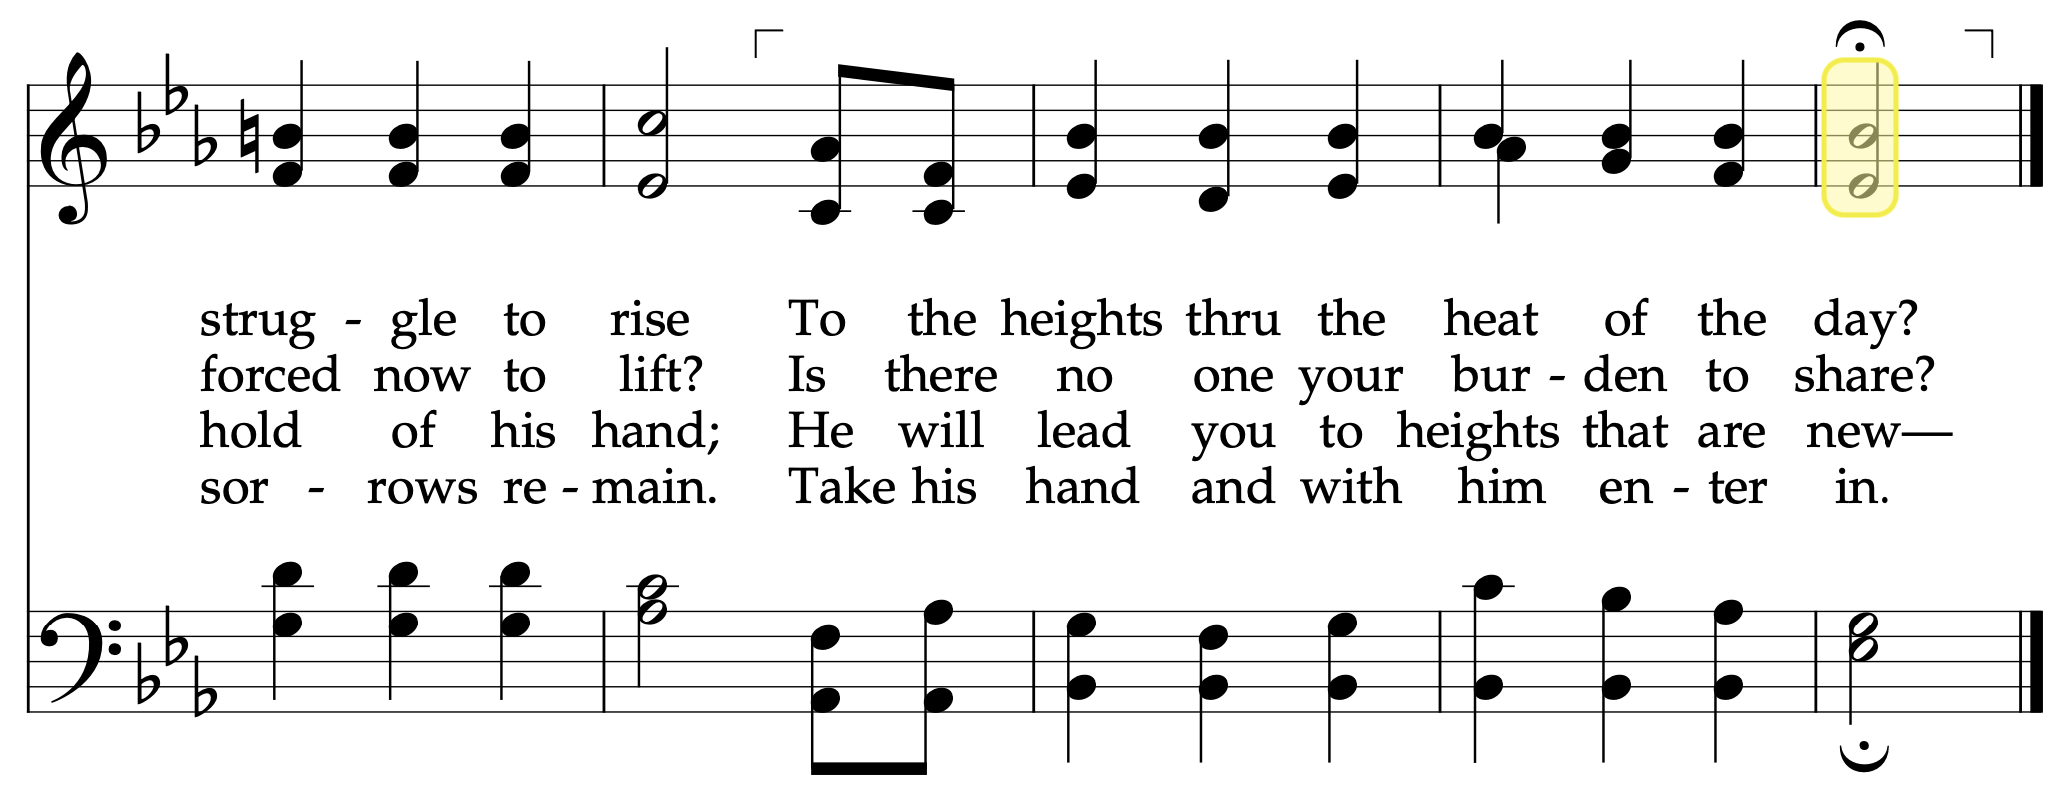 strug - gle to rise To the heights thru the heat of the day?
forced now to lift? Is there no one your bur - den to share?
hold of his hand; He will lead you to heights that are new—
sor - rows re - main. Take his hand and with him en - ter in.